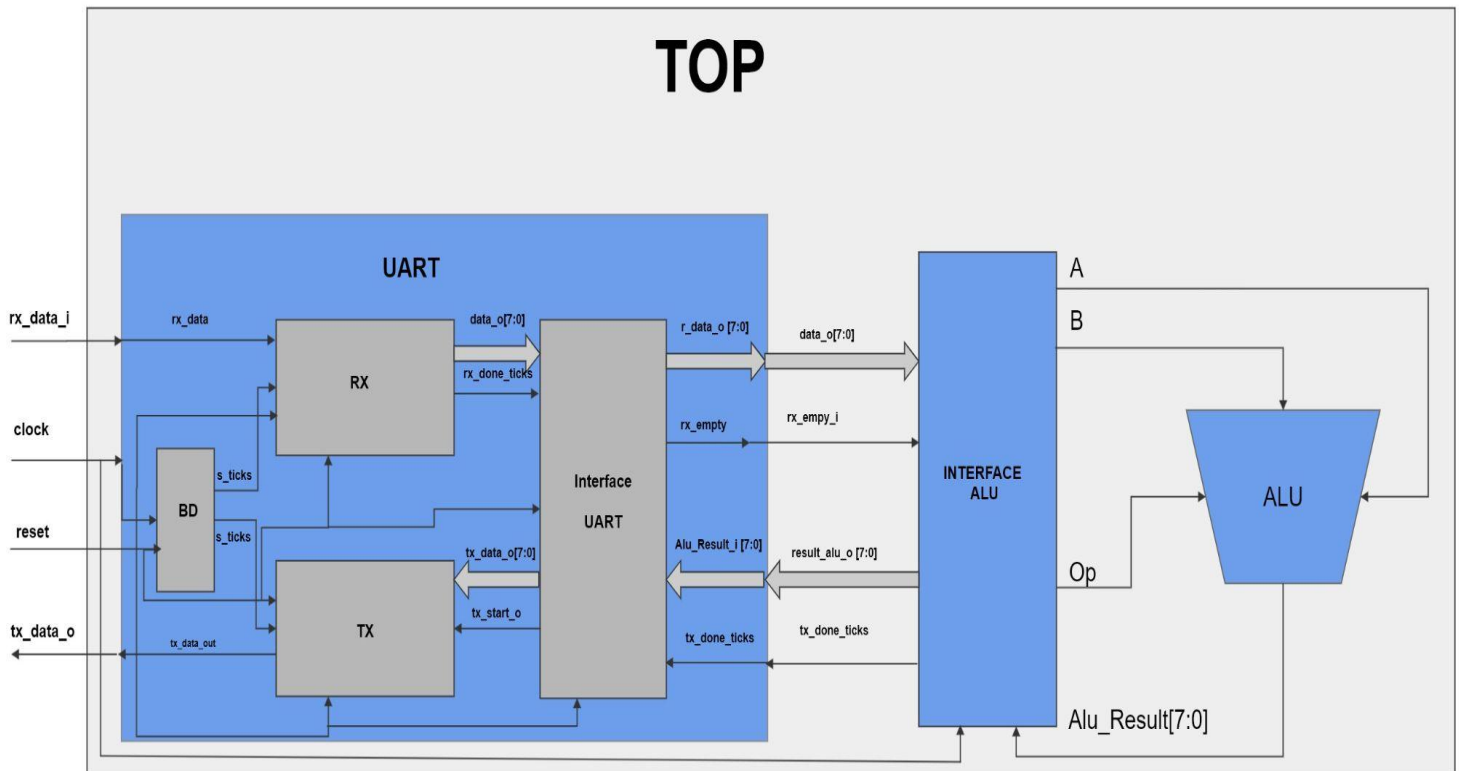 TOP
UART
rx_data_i
rx_data
data_o[7:0]
r_data_o [7:0]
data_o[7:0]
A
B
RX
rx_done_ticks
clock
rx_empty
rx_empy_i
s_ticks
BD
Interface
UART
INTERFACE
ALU
ALU
reset
s_ticks
tx_data_o[7:0]
Alu_Result_i [7:0]
result_alu_o [7:0]
Op
tx_start_o
TX
tx_data_o
tx_data_out
tx_done_ticks
tx_done_ticks
Alu_Result[7:0]